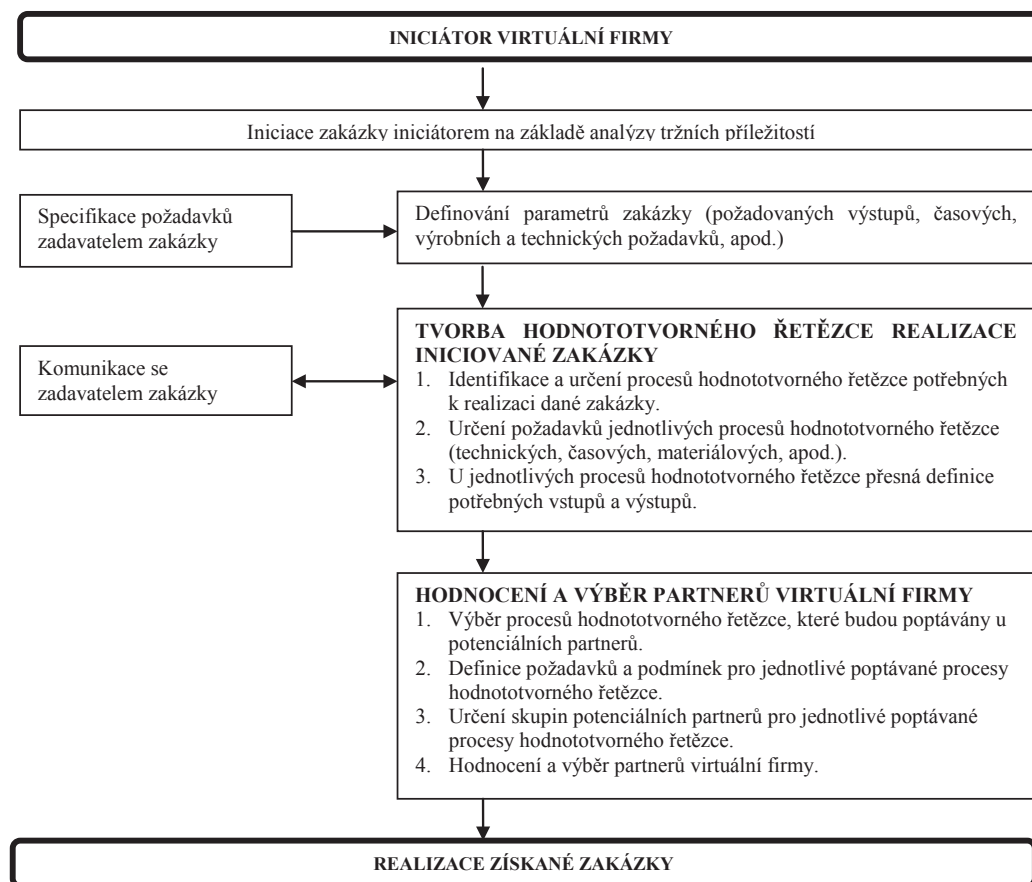 INICIÁTOR VIRTUÁLNÍ FIRMY
Iniciace zakázky iniciátorem na základě analýzy tržních příležitostí
Specifikace požadavků
zadavatelem zakázky
Definování parametrů zakázky (požadovaných výstupů, časových,
výrobních a technických požadavků, apod.)
TVORBA HODNOTOTVORNÉHO ŘETĚZCE REALIZACE
INICIOVANÉ ZAKÁZKY
1. Identifikace a určení procesů hodnototvorného řetězce potřebných
k realizaci dané zakázky.
2. Určení požadavků jednotlivých procesů hodnototvorného řetězce
(technických, časových, materiálových, apod.).
3. U jednotlivých procesů hodnototvorného řetězce přesná definice
potřebných vstupů a výstupů.
Komunikace se
zadavatelem zakázky
HODNOCENÍ A VÝBĚR PARTNERŮ VIRTUÁLNÍ FIRMY
1. Výběr procesů hodnototvorného řetězce, které budou poptávány u
potenciálních partnerů.
2. Definice požadavků a podmínek pro jednotlivé poptávané procesy
hodnototvorného řetězce.
3. Určení skupin potenciálních partnerů pro jednotlivé poptávané
procesy hodnototvorného řetězce.
4. Hodnocení a výběr partnerů virtuální firmy.
REALIZACE ZÍSKANÉ ZAKÁZKY